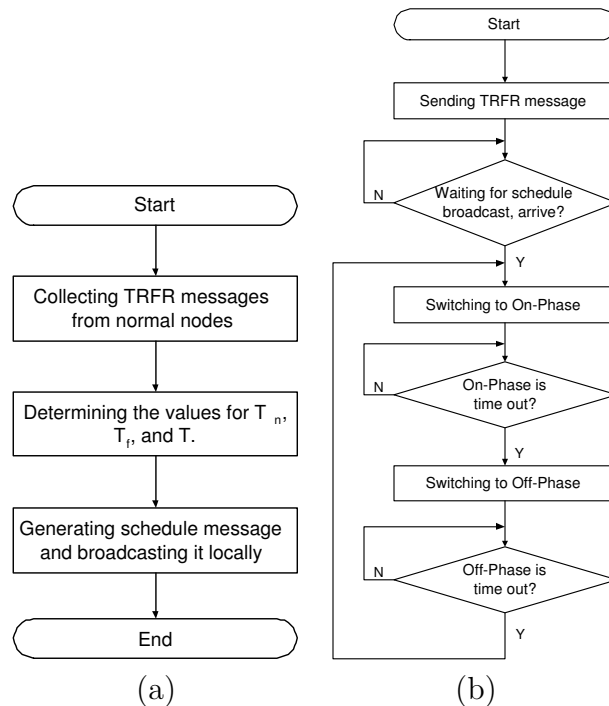 Start
Collecting TRFR messages
from normal nodes
Determining the values for T n,
Tf, and T.
Generating schedule message
and broadcasting it locally
End
(a)
Start
Sending TRFR message
N
Waiting for schedule
broadcast, arrive?
Y
Switching to On-Phase
N
On-Phase is
time out?
Y
Switching to Off-Phase
N
Off-Phase is
time out?
Y
(b)